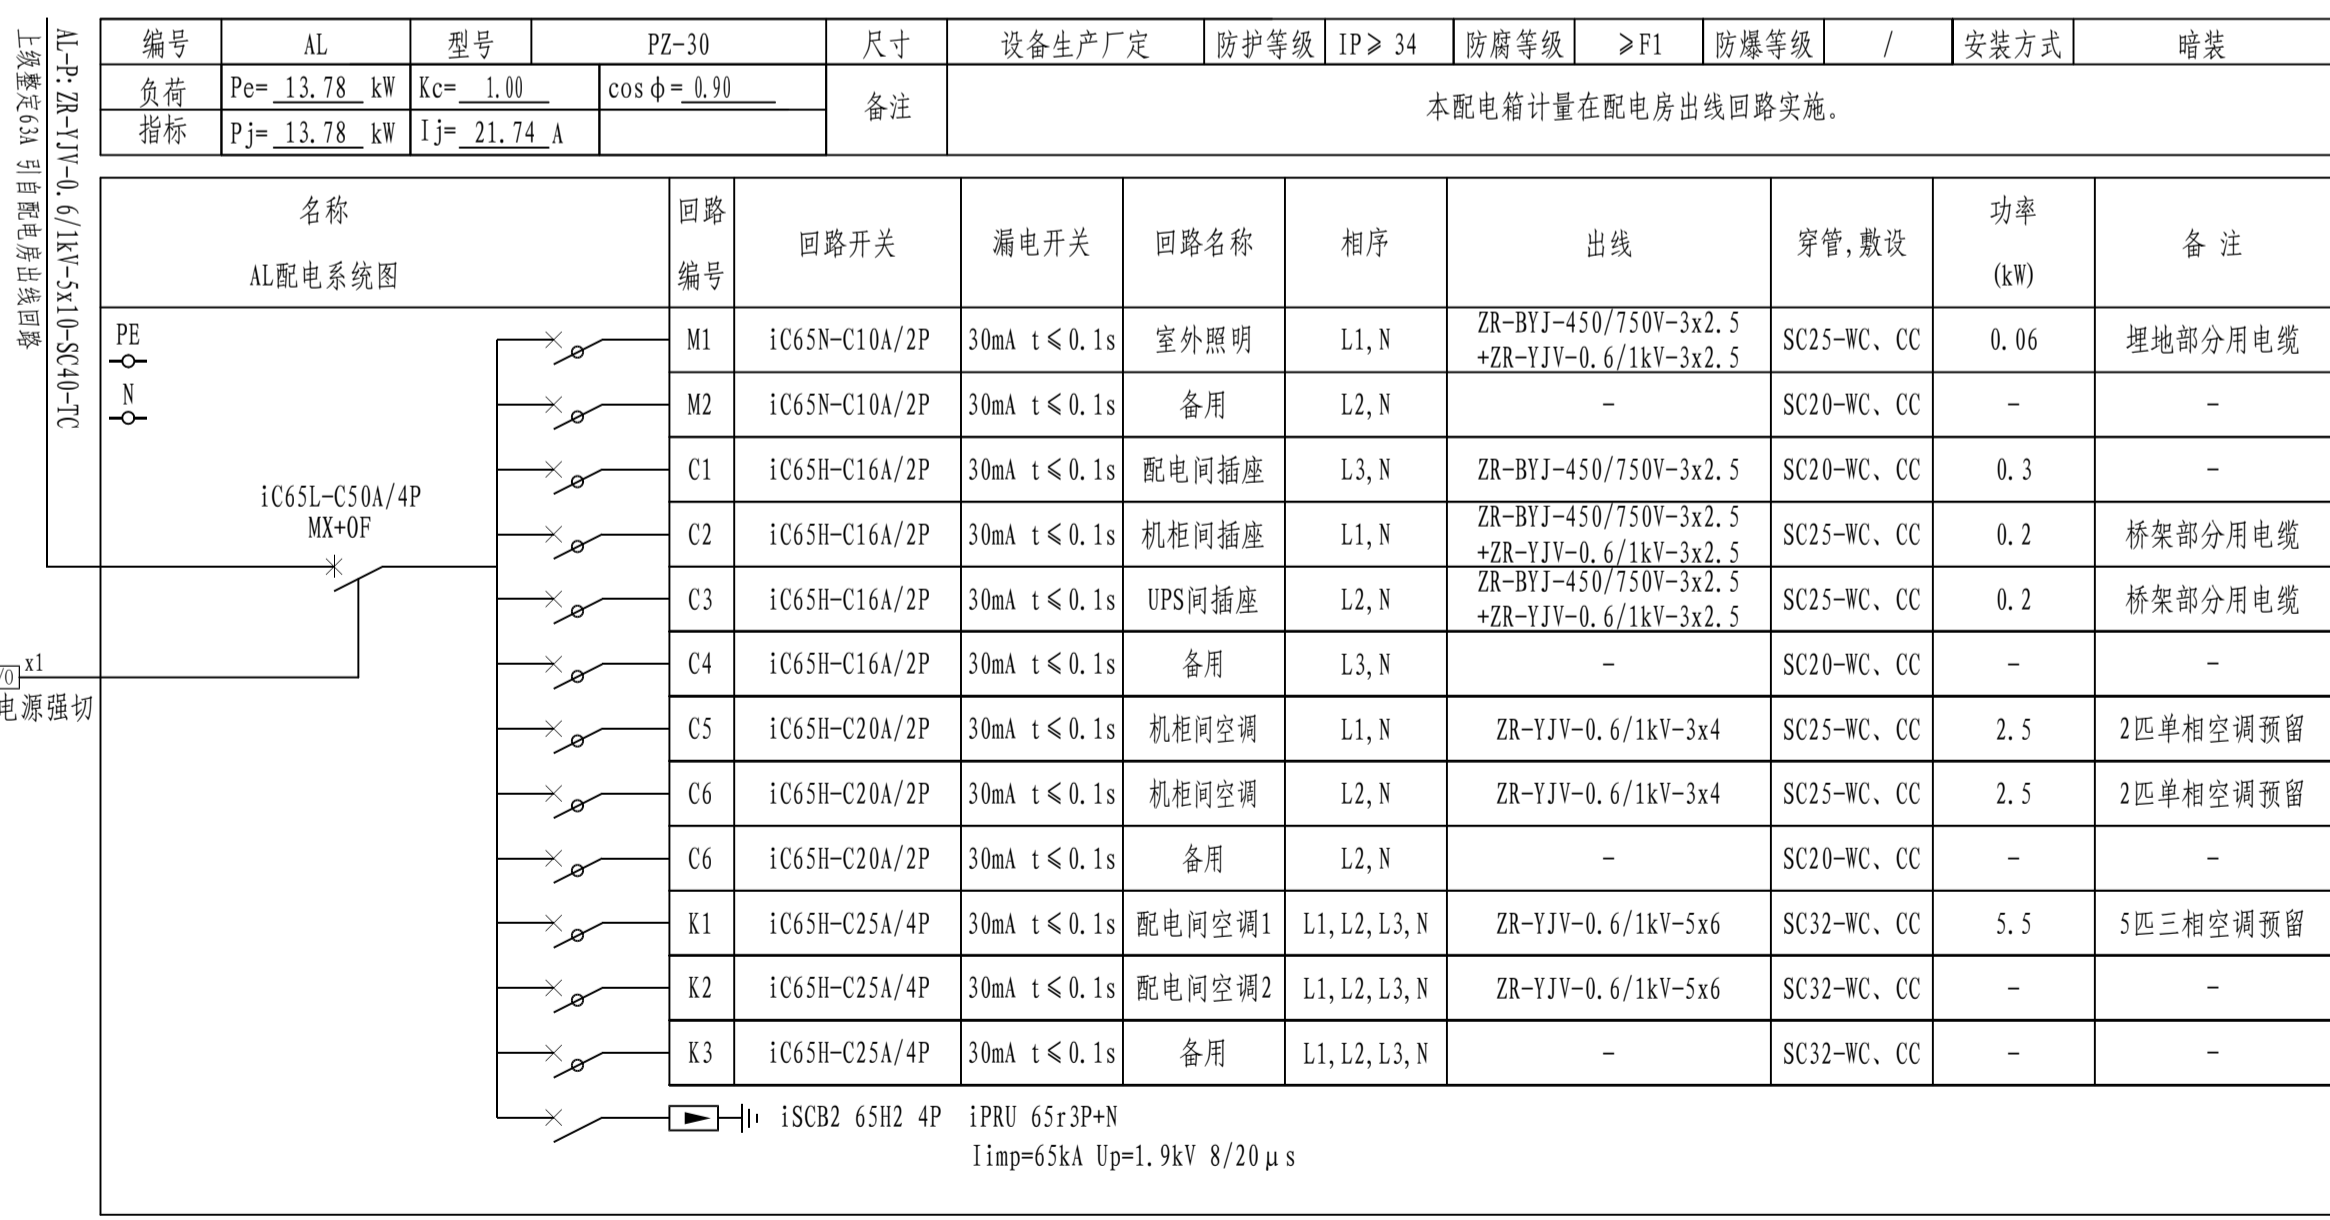 编号 AL 型号 PZ-30 尺寸 设备生产厂定 防护等级 IP≥ 34 防腐等级 ≥F1 防爆等级 / 安装方式 暗装
负荷 Pe= 13.78 kW Kc= 1.00 cosφ= 0.90
指标 Pj= 13.78 kW Ij= 21.74 A
备注 本配电箱计量在配电房出线回路实施。
AL-P:ZR-YJV-0.6/1kV-5x10-SC40-TC
上级整定63A 引自配电房出线回路
名称
AL配电系统图
回路
编号
回路开关 漏电开关 回路名称 相序 出线 穿管,敷设
功率
(kW)
备 注
PE
N
iC65L-C50A/4P
MX+OF
x1
电源强切
M1 iC65N-C10A/2P 30mA t≤0.1s 室外照明 L1,N ZR-BYJ-450/750V-3x2.5
+ZR-YJV-0.6/1kV-3x2.5 SC25-WC、CC 0.06 埋地部分用电缆
M2 iC65N-C10A/2P 30mA t≤0.1s 备用 L2,N - SC20-WC、CC - -
C1 iC65H-C16A/2P 30mA t≤0.1s 配电间插座 L3,N ZR-BYJ-450/750V-3x2.5 SC20-WC、CC 0.3 -
C2 iC65H-C16A/2P 30mA t≤0.1s 机柜间插座 L1,N ZR-BYJ-450/750V-3x2.5
+ZR-YJV-0.6/1kV-3x2.5 SC25-WC、CC 0.2 桥架部分用电缆
C3 iC65H-C16A/2P 30mA t≤0.1s UPS间插座 L2,N ZR-BYJ-450/750V-3x2.5
+ZR-YJV-0.6/1kV-3x2.5 SC25-WC、CC 0.2 桥架部分用电缆
C4 iC65H-C16A/2P 30mA t≤0.1s 备用 L3,N - SC20-WC、CC - -
C5 iC65H-C20A/2P 30mA t≤0.1s 机柜间空调 L1,N ZR-YJV-0.6/1kV-3x4 SC25-WC、CC 2.5 2匹单相空调预留
C6 iC65H-C20A/2P 30mA t≤0.1s 机柜间空调 L2,N ZR-YJV-0.6/1kV-3x4 SC25-WC、CC 2.5 2匹单相空调预留
C6 iC65H-C20A/2P 30mA t≤0.1s 备用 L2,N - SC20-WC、CC - -
K1 iC65H-C25A/4P 30mA t≤0.1s 配电间空调1 L1,L2,L3,N ZR-YJV-0.6/1kV-5x6 SC32-WC、CC 5.5 5匹三相空调预留
K2 iC65H-C25A/4P 30mA t≤0.1s 配电间空调2 L1,L2,L3,N ZR-YJV-0.6/1kV-5x6 SC32-WC、CC - -
K3 iC65H-C25A/4P 30mA t≤0.1s 备用 L1,L2,L3,N - SC32-WC、CC - -
iSCB2 65H2 4P iPRU 65r3P+N
Iimp=65kA Up=1.9kV 8/20μs